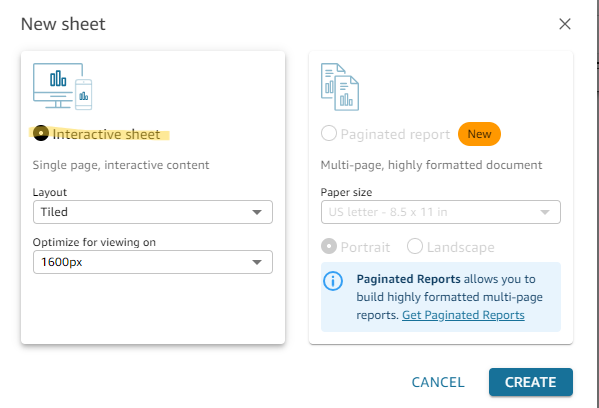 New sheet
Interactive sheet
Single page, interactive content
Layout
Tiled
Optimize for viewing on
1600px
Paginated report New
Multi-page, highly formatted document
Paper size
US letter - 8.5 x 11 in
Portrait Landscape
Paginated Reports allows you to
build highly formatted multi-page
reports. Get Paginated Reports
CANCEL CREATE